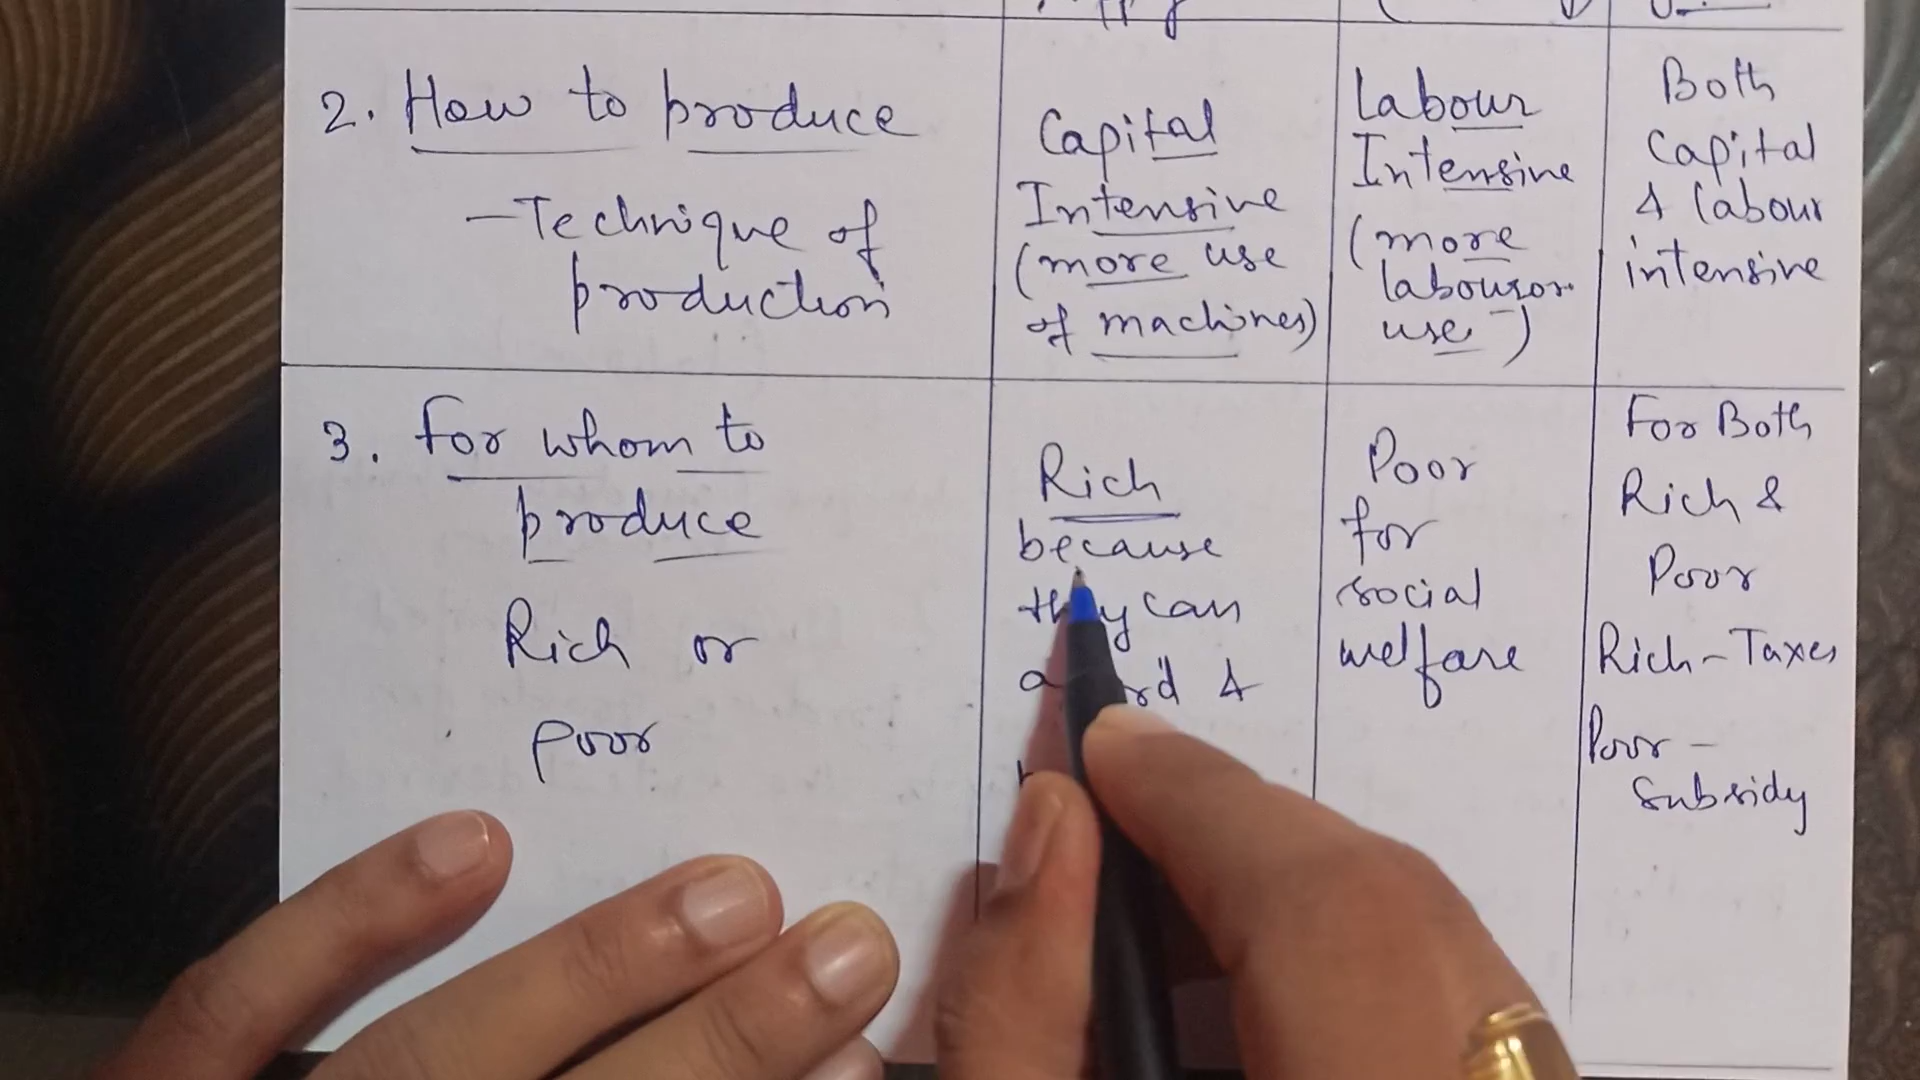 2. How to produce
-Technique of
production
Capital
Intensive
(more use
of machines)
Labour
Intensive
(more
labouror
use)
Both
Capital
& labour
intensive
3. For whom to
produce
Rich or
poor
Rich
because
can
&
Poor
for
social
welfare
For Both
Rich &
Poor
Rich-Taxes
Poor-
Subsidy